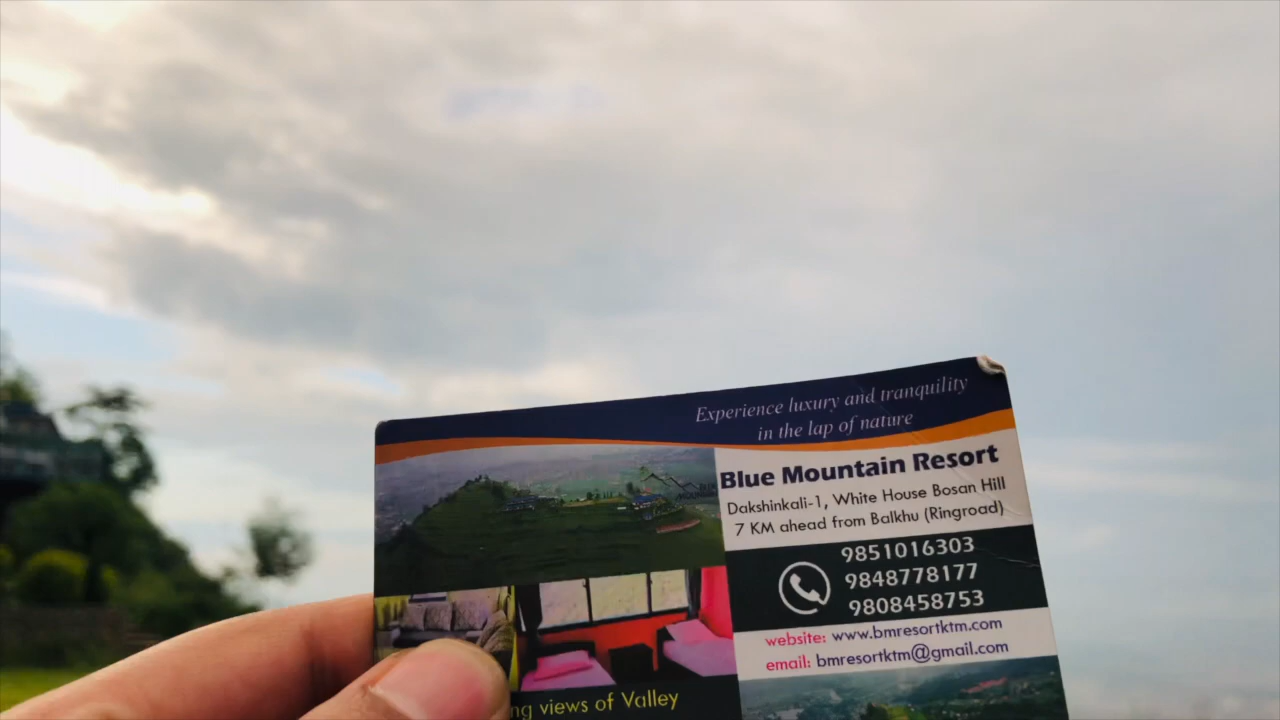 Experience luxury and tranquility
in the lap of nature
Blue Mountain Resort
Dakshinkali-1, White House Bosan Hill
7 KM ahead from Balkhu (Ringroad)
9851016303
9848778177
9808458753
website: www.bmresortktm.com
email: bmresortktm@gmail.com
views of Valley